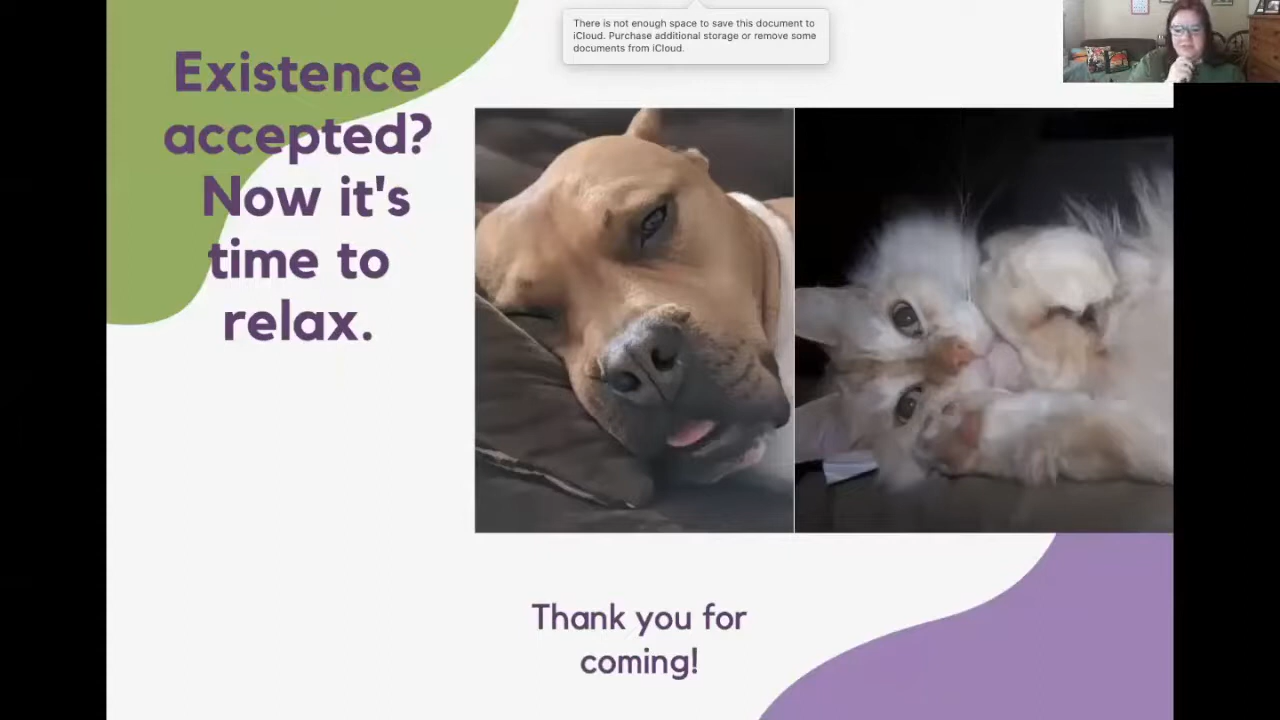 There is not enough space to save this document to
iCloud. Purchase additional storage or remove some
documents from iCloud.
Existence
accepted?
Now it's
time to
relax.
Thank you for
coming!